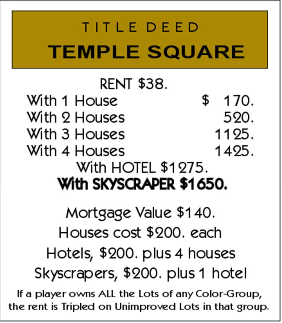 TITLE DEED
TEMPLE SQUARE
RENT $38.
With 1 House $ 170.
With 2 Houses 520.
With 3 Houses 1125.
With 4 Houses 1425.
With HOTEL $1275.
With SKYSCRAPER $1650.
Mortgage Value $140.
Houses cost $200. each
Hotels, $200. plus 4 houses
Skyscrapers, $200. plus 1 hotel
If a player owns ALL the Lots of any Color-Group,
the rent is Tripled on Unimproved Lots in that group.